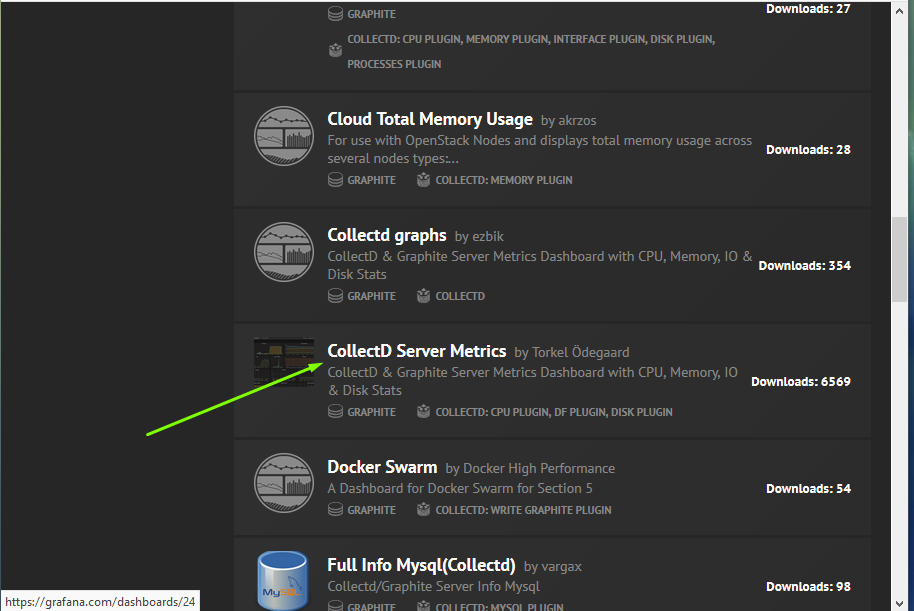 Downloads: 27
GRAPHITE
COLLECTD: CPU PLUGIN, MEMORY PLUGIN, INTERFACE PLUGIN, DISK PLUGIN,
PROCESSES PLUGIN
Cloud Total Memory Usage by akrzos
For use with OpenStack Nodes and displays total memory usage across
several nodes types:...
Downloads: 28
GRAPHITE COLLECTD: MEMORY PLUGIN
Collectd graphs by ezbik
CollectD & Graphite Server Metrics Dashboard with CPU, Memory, IO &
Disk Stats
Downloads: 354
GRAPHITE COLLECTD
CollectD Server Metrics by Torkel Ödegaard
CollectD & Graphite Server Metrics Dashboard with CPU, Memory, IO
& Disk Stats
Downloads: 6569
GRAPHITE COLLECTD: CPU PLUGIN, DF PLUGIN, DISK PLUGIN
Docker Swarm by Docker High Performance
A Dashboard for Docker Swarm for Section 5
Downloads: 54
GRAPHITE COLLECTD: WRITE GRAPHITE PLUGIN
Full Info Mysql(Collectd) by vargax
Collectd/Graphite Server Info Mysql
Downloads: 98
MySQL
GRAPHITE COLLECTD: MYSQL PLUGIN
https://grafana.com/dashboards/24